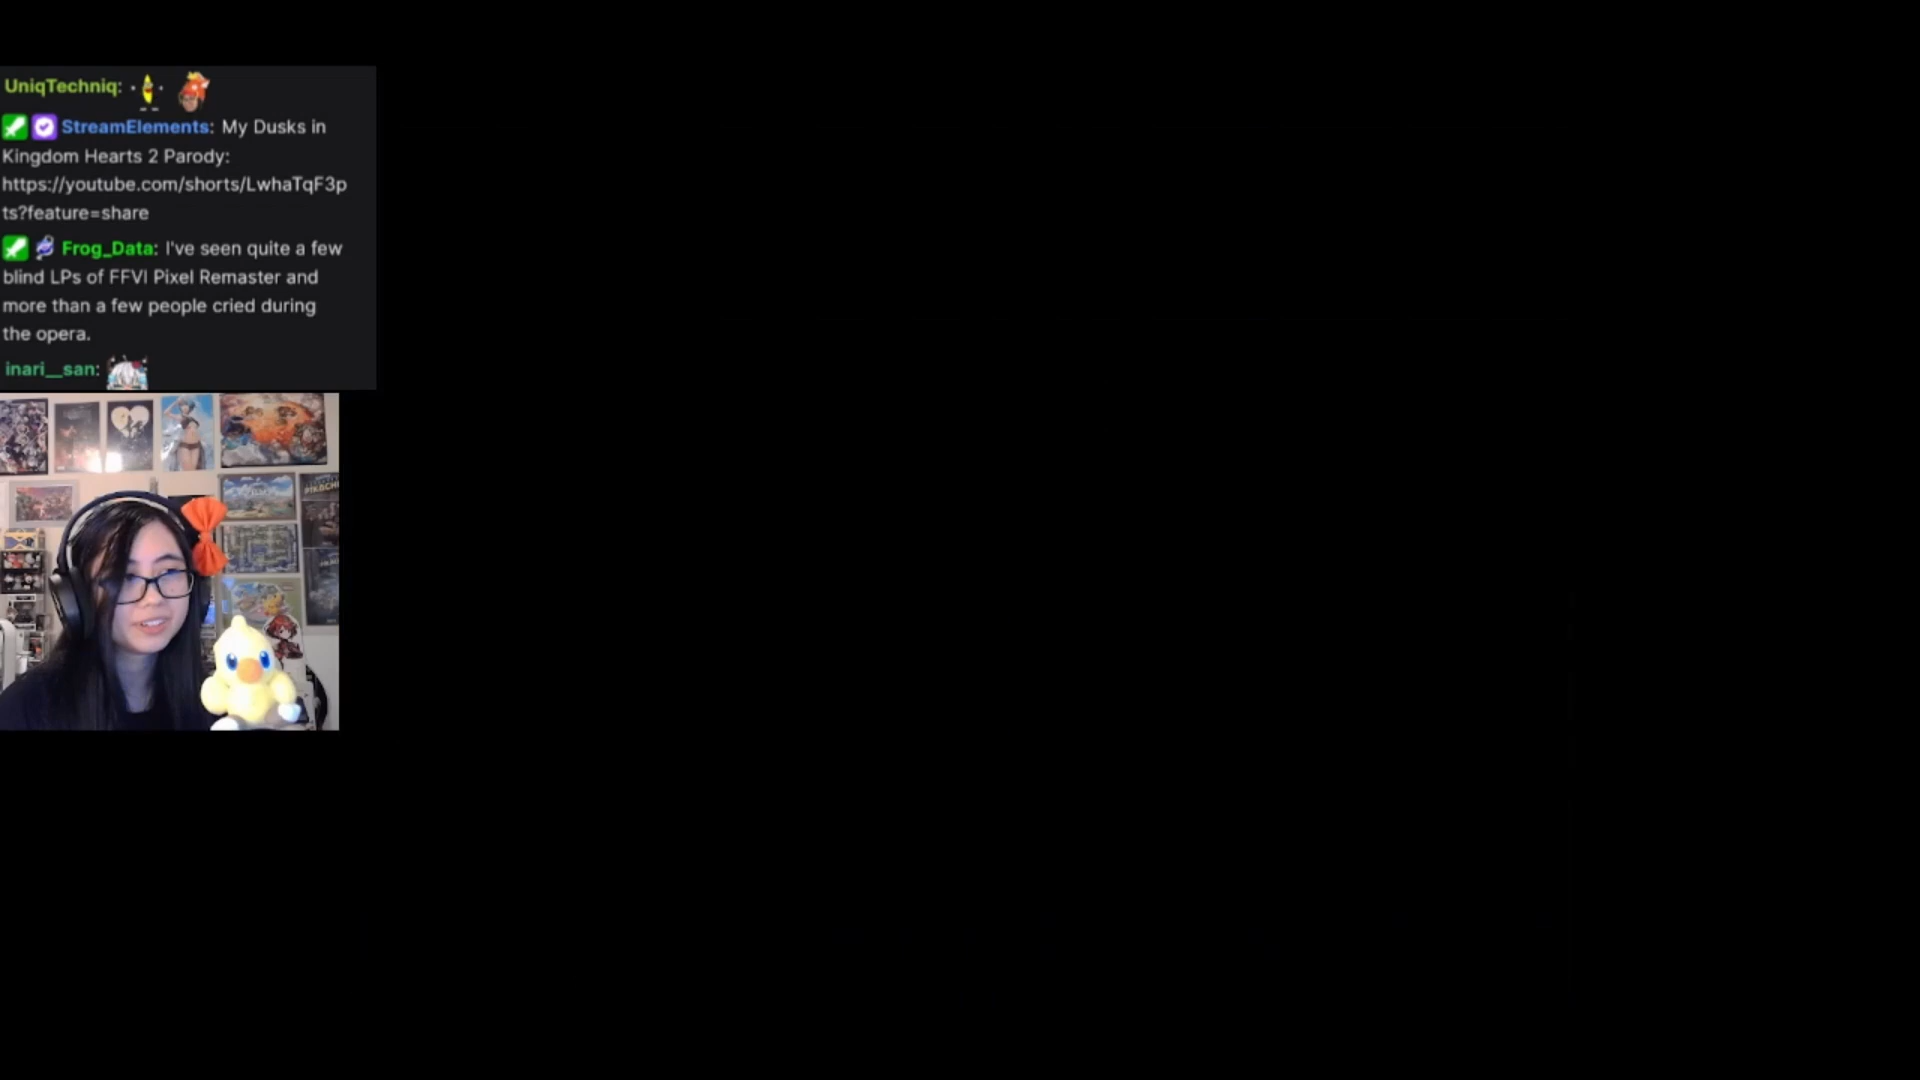 UniqTechniq:
StreamElements: My Dusks in
Kingdom Hearts 2 Parody:
https://youtube.com/shorts/LwhaTqF3p
ts?feature=share
Frog_Data: I've seen quite a few
blind LPs of FFVI Pixel Remaster and
more than a few people cried during
the opera.
inari__san: